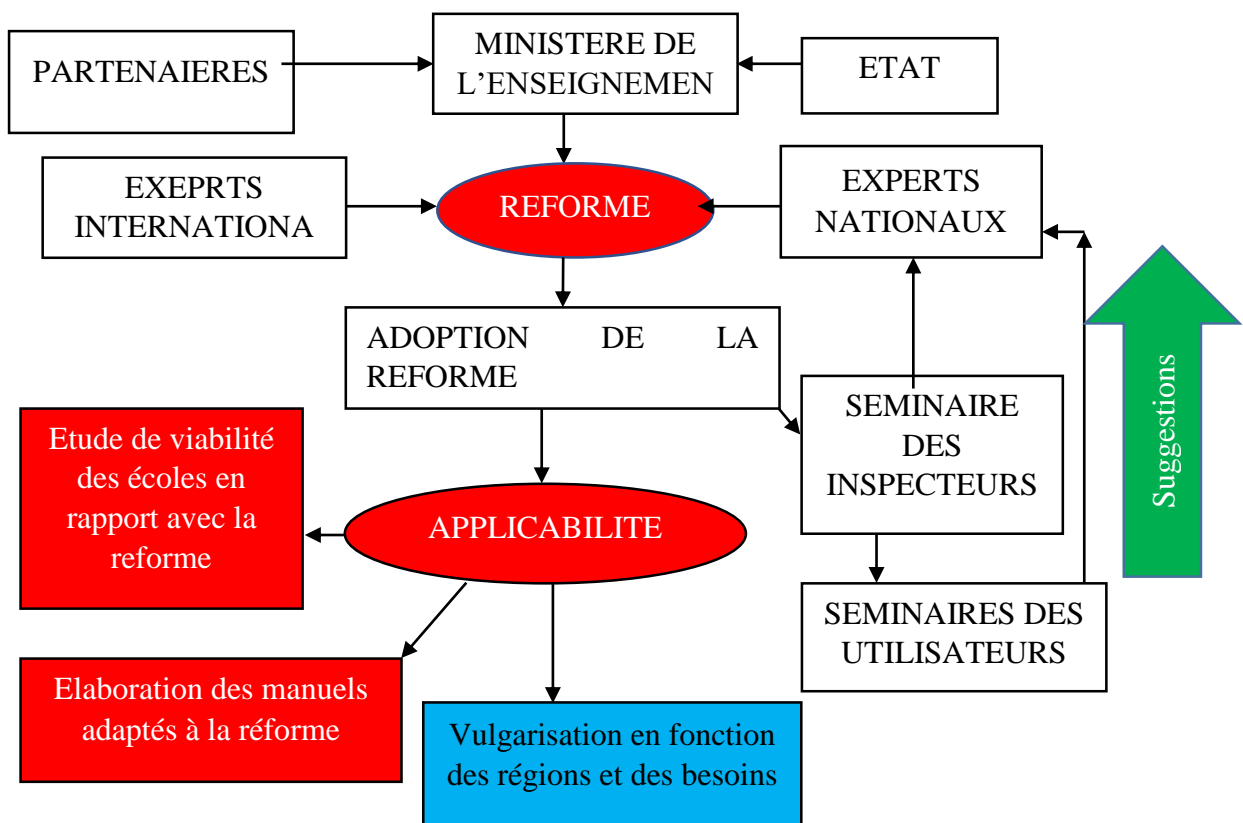 PARTENAIERES
MINISTERE DE
L’ENSEIGNEMEN
ETAT
EXEPRTS
INTERNATIONA
REFORME
EXPERTS
NATIONAUX
ADOPTION DE LA
REFORME
SEMINAIRE
DES
INSPECTEURS
Suggestions
Etude de viabilité
des écoles en
rapport avec la
reforme
APPLICABILITE
SEMINAIRES DES
UTILISATEURS
Elaboration des manuels
adaptés à la réforme
Vulgarisation en fonction
des régions et des besoins